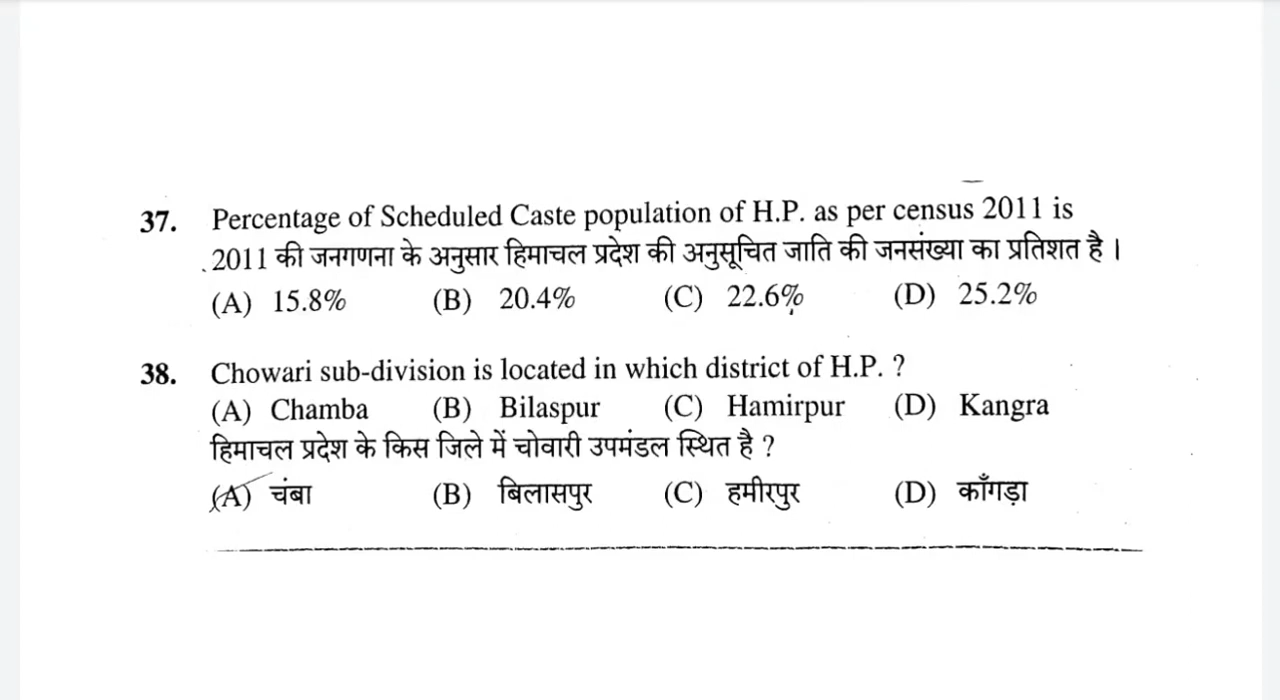 37. Percentage of Scheduled Caste population of H.P. as per census 2011 is
2011 की जनगणना के अनुसार हिमाचल प्रदेश की अनुसूचित जाति की जनसंख्या का प्रतिशत है ।
(A) 15.8% (B) 20.4% (C) 22.6% (D) 25.2%
38. Chowari sub-division is located in which district of H.P. ?
(A) Chamba (B) Bilaspur (C) Hamirpur (D) Kangra
हिमाचल प्रदेश के किस जिले में चोवारी उपमंडल स्थित है ?
(A) चंबा (B) बिलासपुर (C) हमीरपुर (D) काँगड़ा